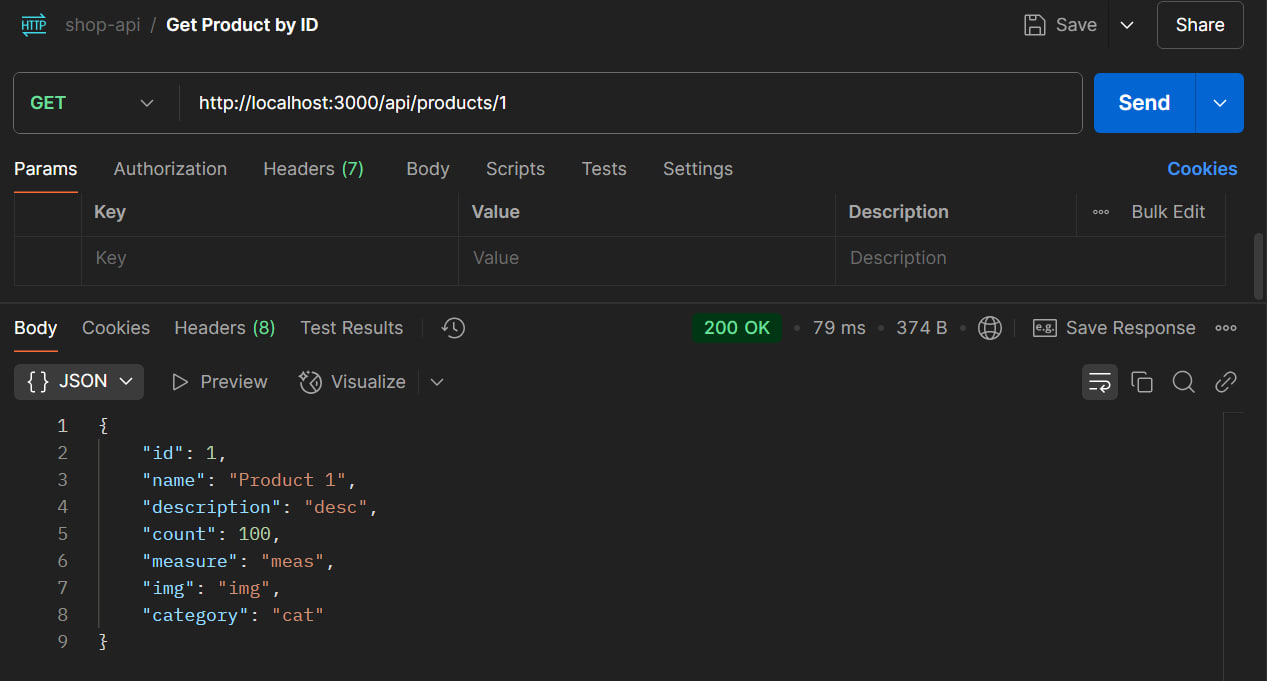 HTTP shop-api / Get Product by ID Save Share
GET http://localhost:3000/api/products/1 Send
Params Authorization Headers (7) Body Scripts Tests Settings Cookies
Key Value Description Bulk Edit
Key Value Description
Body Cookies Headers (8) Test Results 200 OK • 79 ms • 374 B • e.g. Save Response
{} JSON Preview Visualize
1 {
2 "id": 1,
3 "name": "Product 1",
4 "description": "desc",
5 "count": 100,
6 "measure": "meas",
7 "img": "img",
8 "category": "cat"
9 }